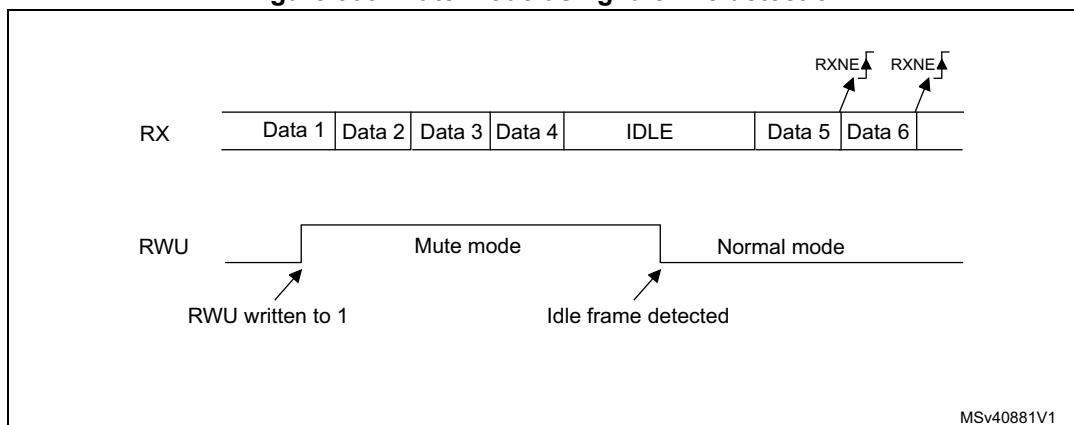 RXNE RXNE
RX Data 1 Data 2 Data 3 Data 4 IDLE Data 5 Data 6
RWU Mute mode Normal mode
RWU written to 1 Idle frame detected
MSv40881V1